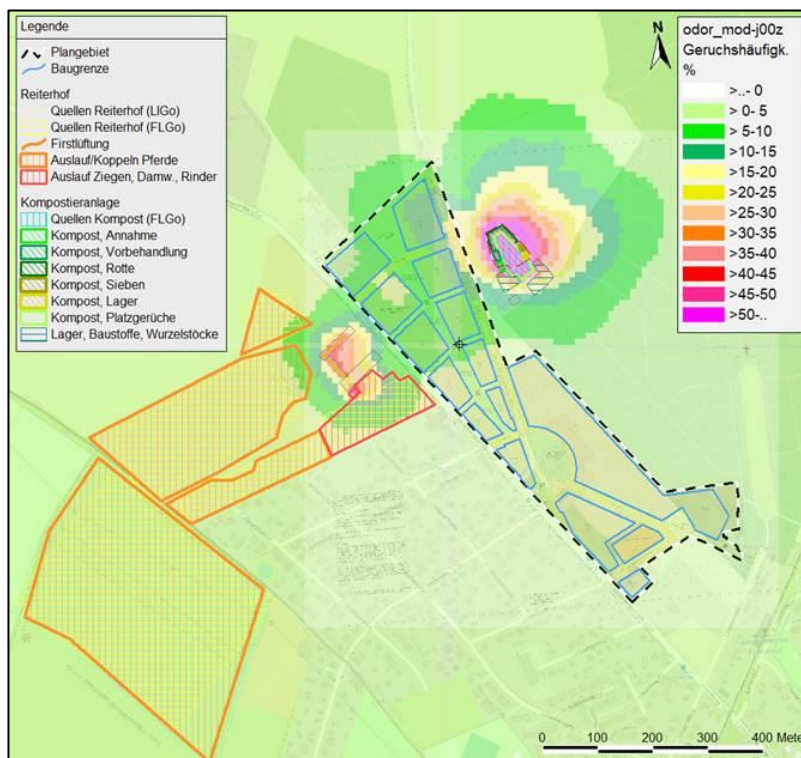 Legende
Plangebiet
Baugrenze
Reiterhof
Quellen Reiterhof (LIGo)
Quellen Reiterhof (FLGo)
Firstlüftung
Auslauf/Koppeln Pferde
Auslauf Ziegen, Damw., Rinder
Kompostieranlage
Quellen Kompost (FLGo)
Kompost, Annahme
Kompost, Vorbehandlung
Kompost, Rotte
Kompost, Sieben
Kompost, Lager
Kompost, Platzgerüche
Lager, Baustoffe, Wurzelstöcke
N
odor_mod-j00z
Geruchshäufigk.
%
>..- 0
> 0- 5
> 5-10
>10-15
>15-20
>20-25
>25-30
>30-35
>35-40
>40-45
>45-50
>50-..
0 100 200 300 400 Mete